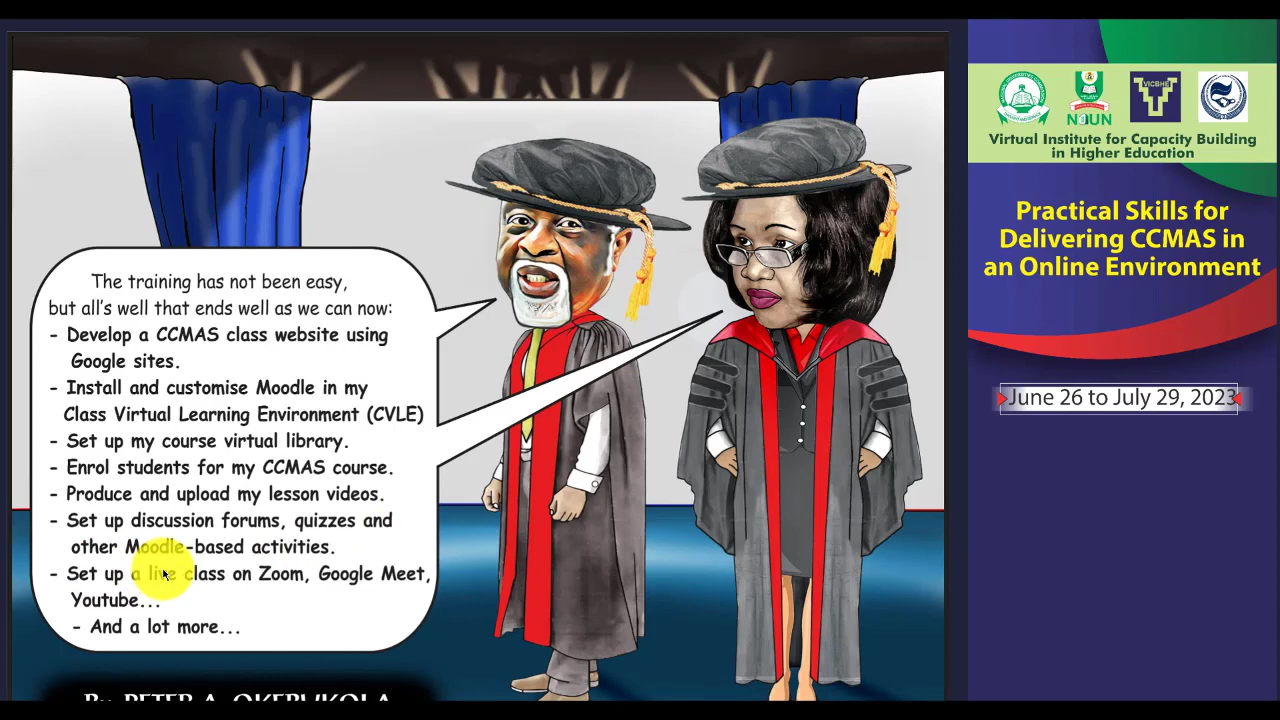 The training has not been easy,
but all's well that ends well as we can now:
- Develop a CCMAS class website using
Google sites.
- Install and customise Moodle in my
Class Virtual Learning Environment (CVLE)
- Set up my course virtual library.
- Enrol students for my CCMAS course.
- Produce and upload my lesson videos.
- Set up discussion forums, quizzes and
other Moodle-based activities.
- Set up a live class on Zoom, Google Meet,
Youtube...
- And a lot more...
By PETER A. OKEBUKOLA
NOUN
VICBHE
Virtual Institute for Capacity Building
in Higher Education
Practical Skills for
Delivering CCMAS in
an Online Environment
June 26 to July 29, 2023